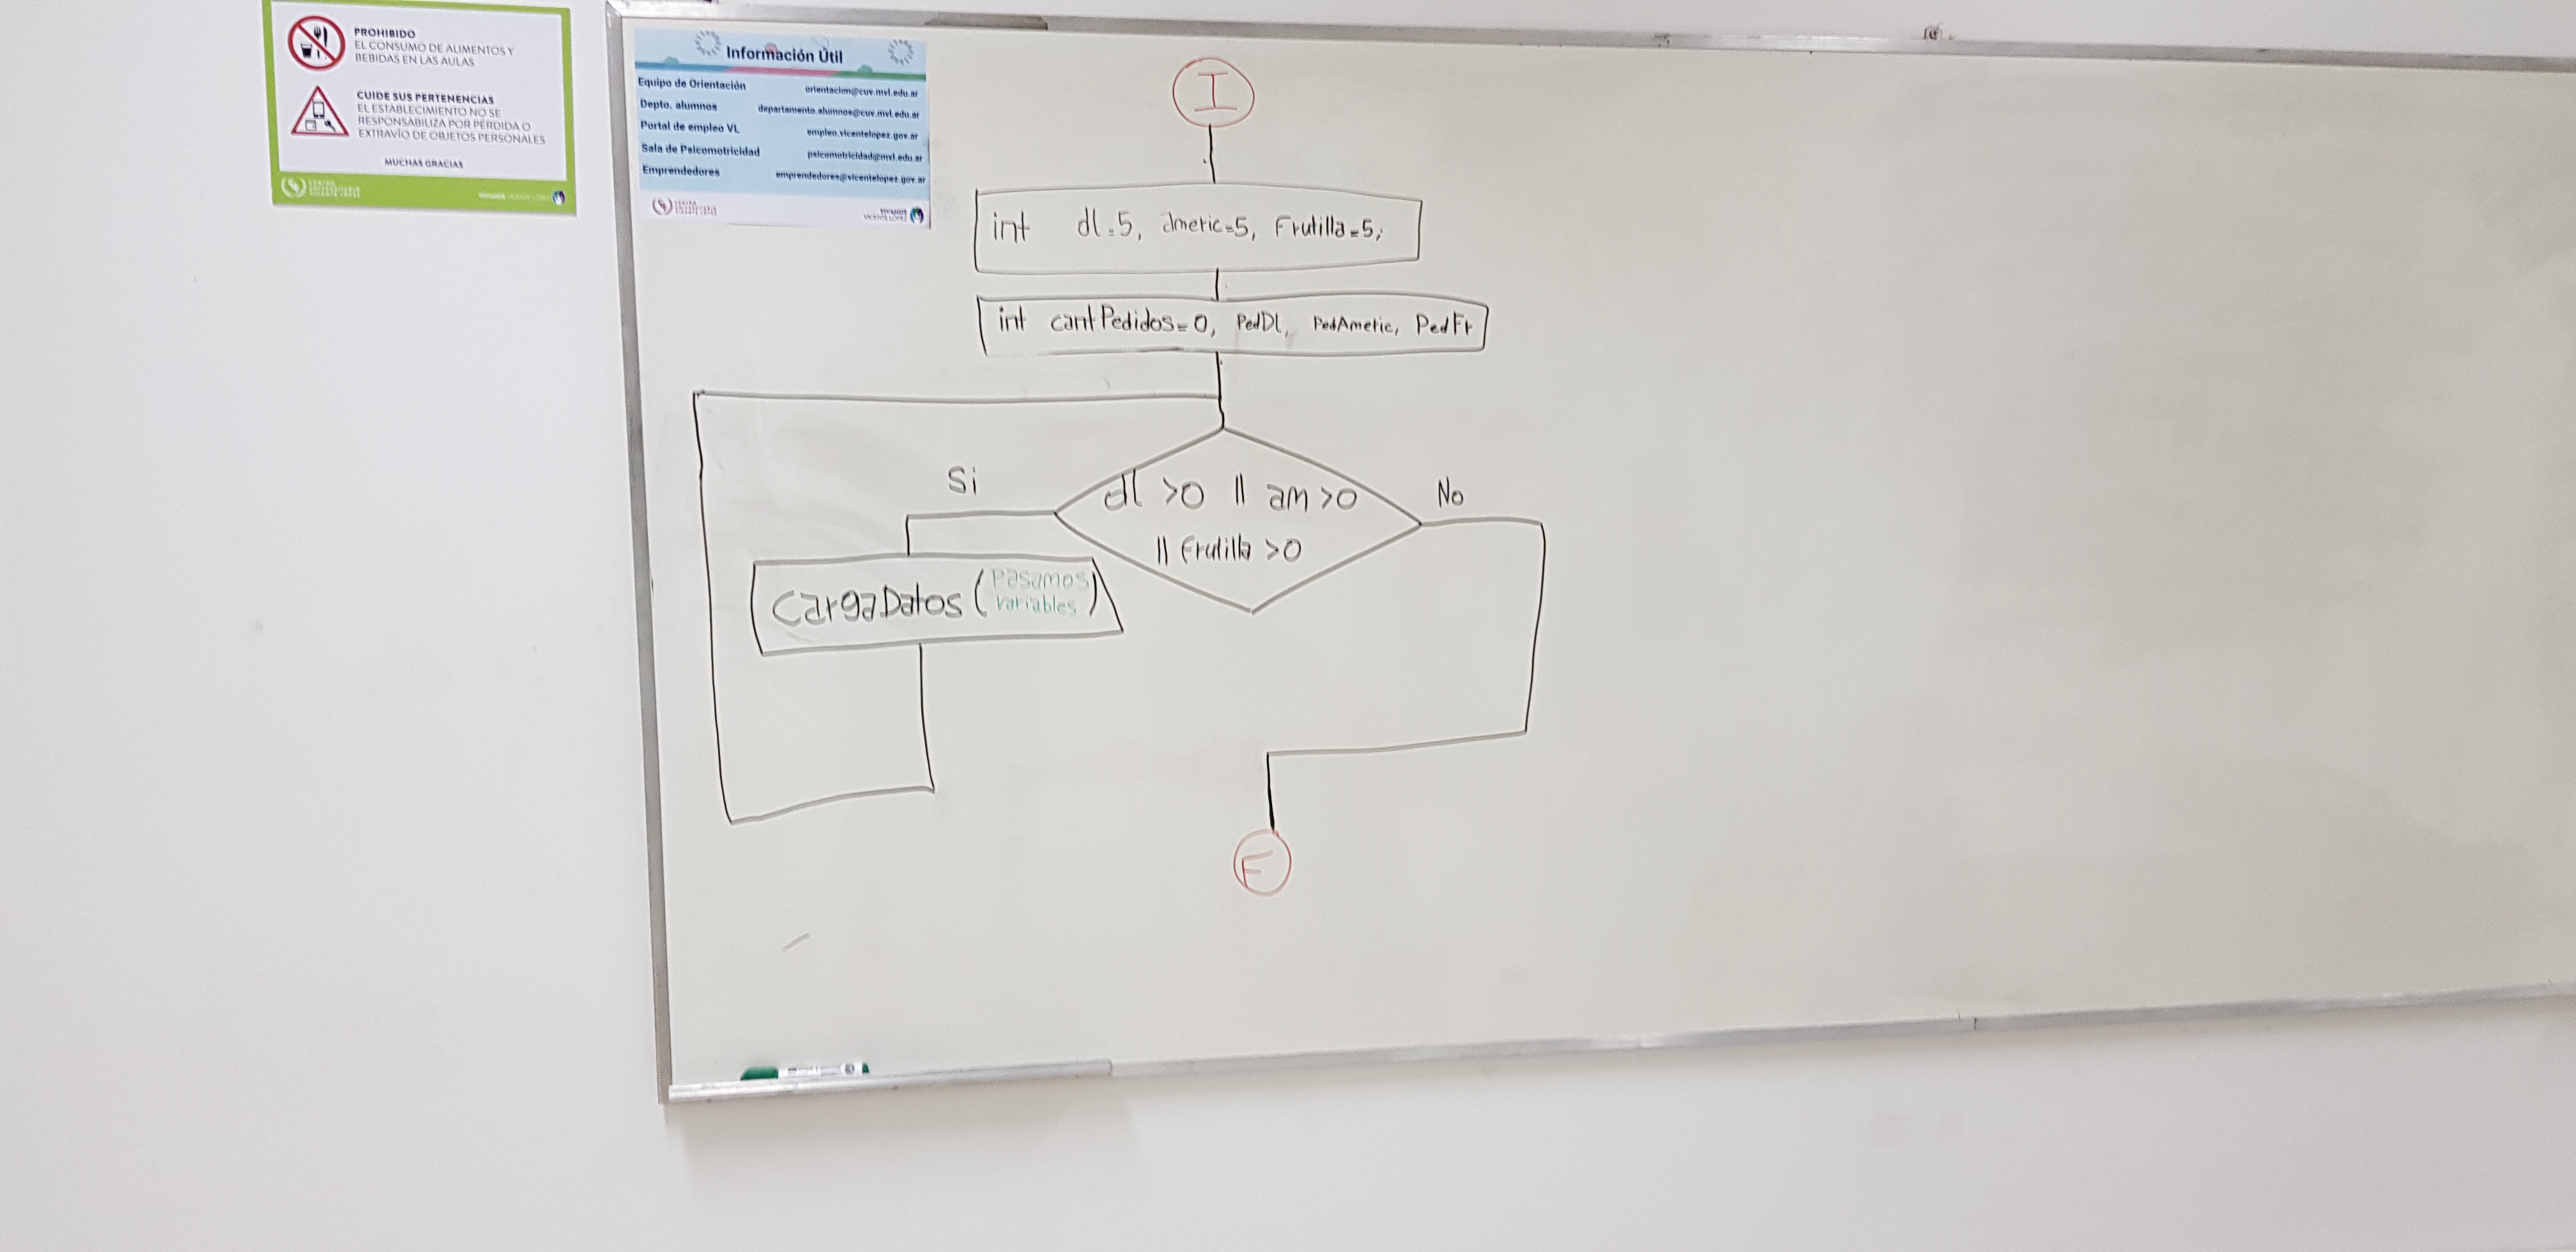 PROHIBIDO
EL CONSUMO DE ALIMENTOS Y
BEBIDAS EN LAS AULAS
CUIDE SUS PERTENENCIAS
EL ESTABLECIMIENTO NO SE
RESPONSABILIZA POR PÉRDIDA O
EXTRAVÍO DE OBJETOS PERSONALES
MUCHAS GRACIAS
Información Útil
Equipo de Orientación orientacion@cuv.mvl.edu.ar
Depto. alumnos departamento.alumnos@cuv.mvl.edu.ar
Portal de empleo VL empleo.vicentelopez.gov.ar
Sala de Psicomotricidad psicomotricidad@mvl.edu.ar
Emprendedores emprendedores@vicentelopez.gov.ar
VIVAMOS
VICENTE LÓPEZ
I
int dl=5, americ=5, Frutilla=5;
int cantPedidos=0, PedDl, PedAmeric, PedFr
Si
dl >0 || am >0
No
|| Frutilla >0
CargaDatos (Pasamos
variables)
F